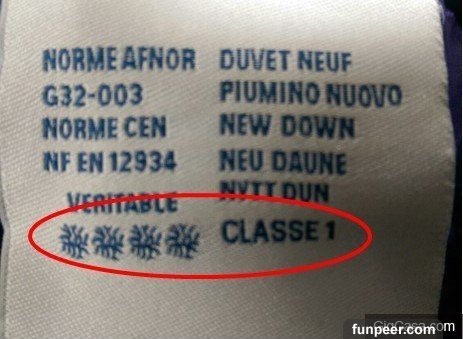 NORME AFNOR
G32-003
NORME CEN
NF EN 12934
VERITABLE
DUVET NEUF
PIUMINO NUOVO
NEW DOWN
NEU DAUNE
NYTT DUN
CLASSE 1
funpeer.com